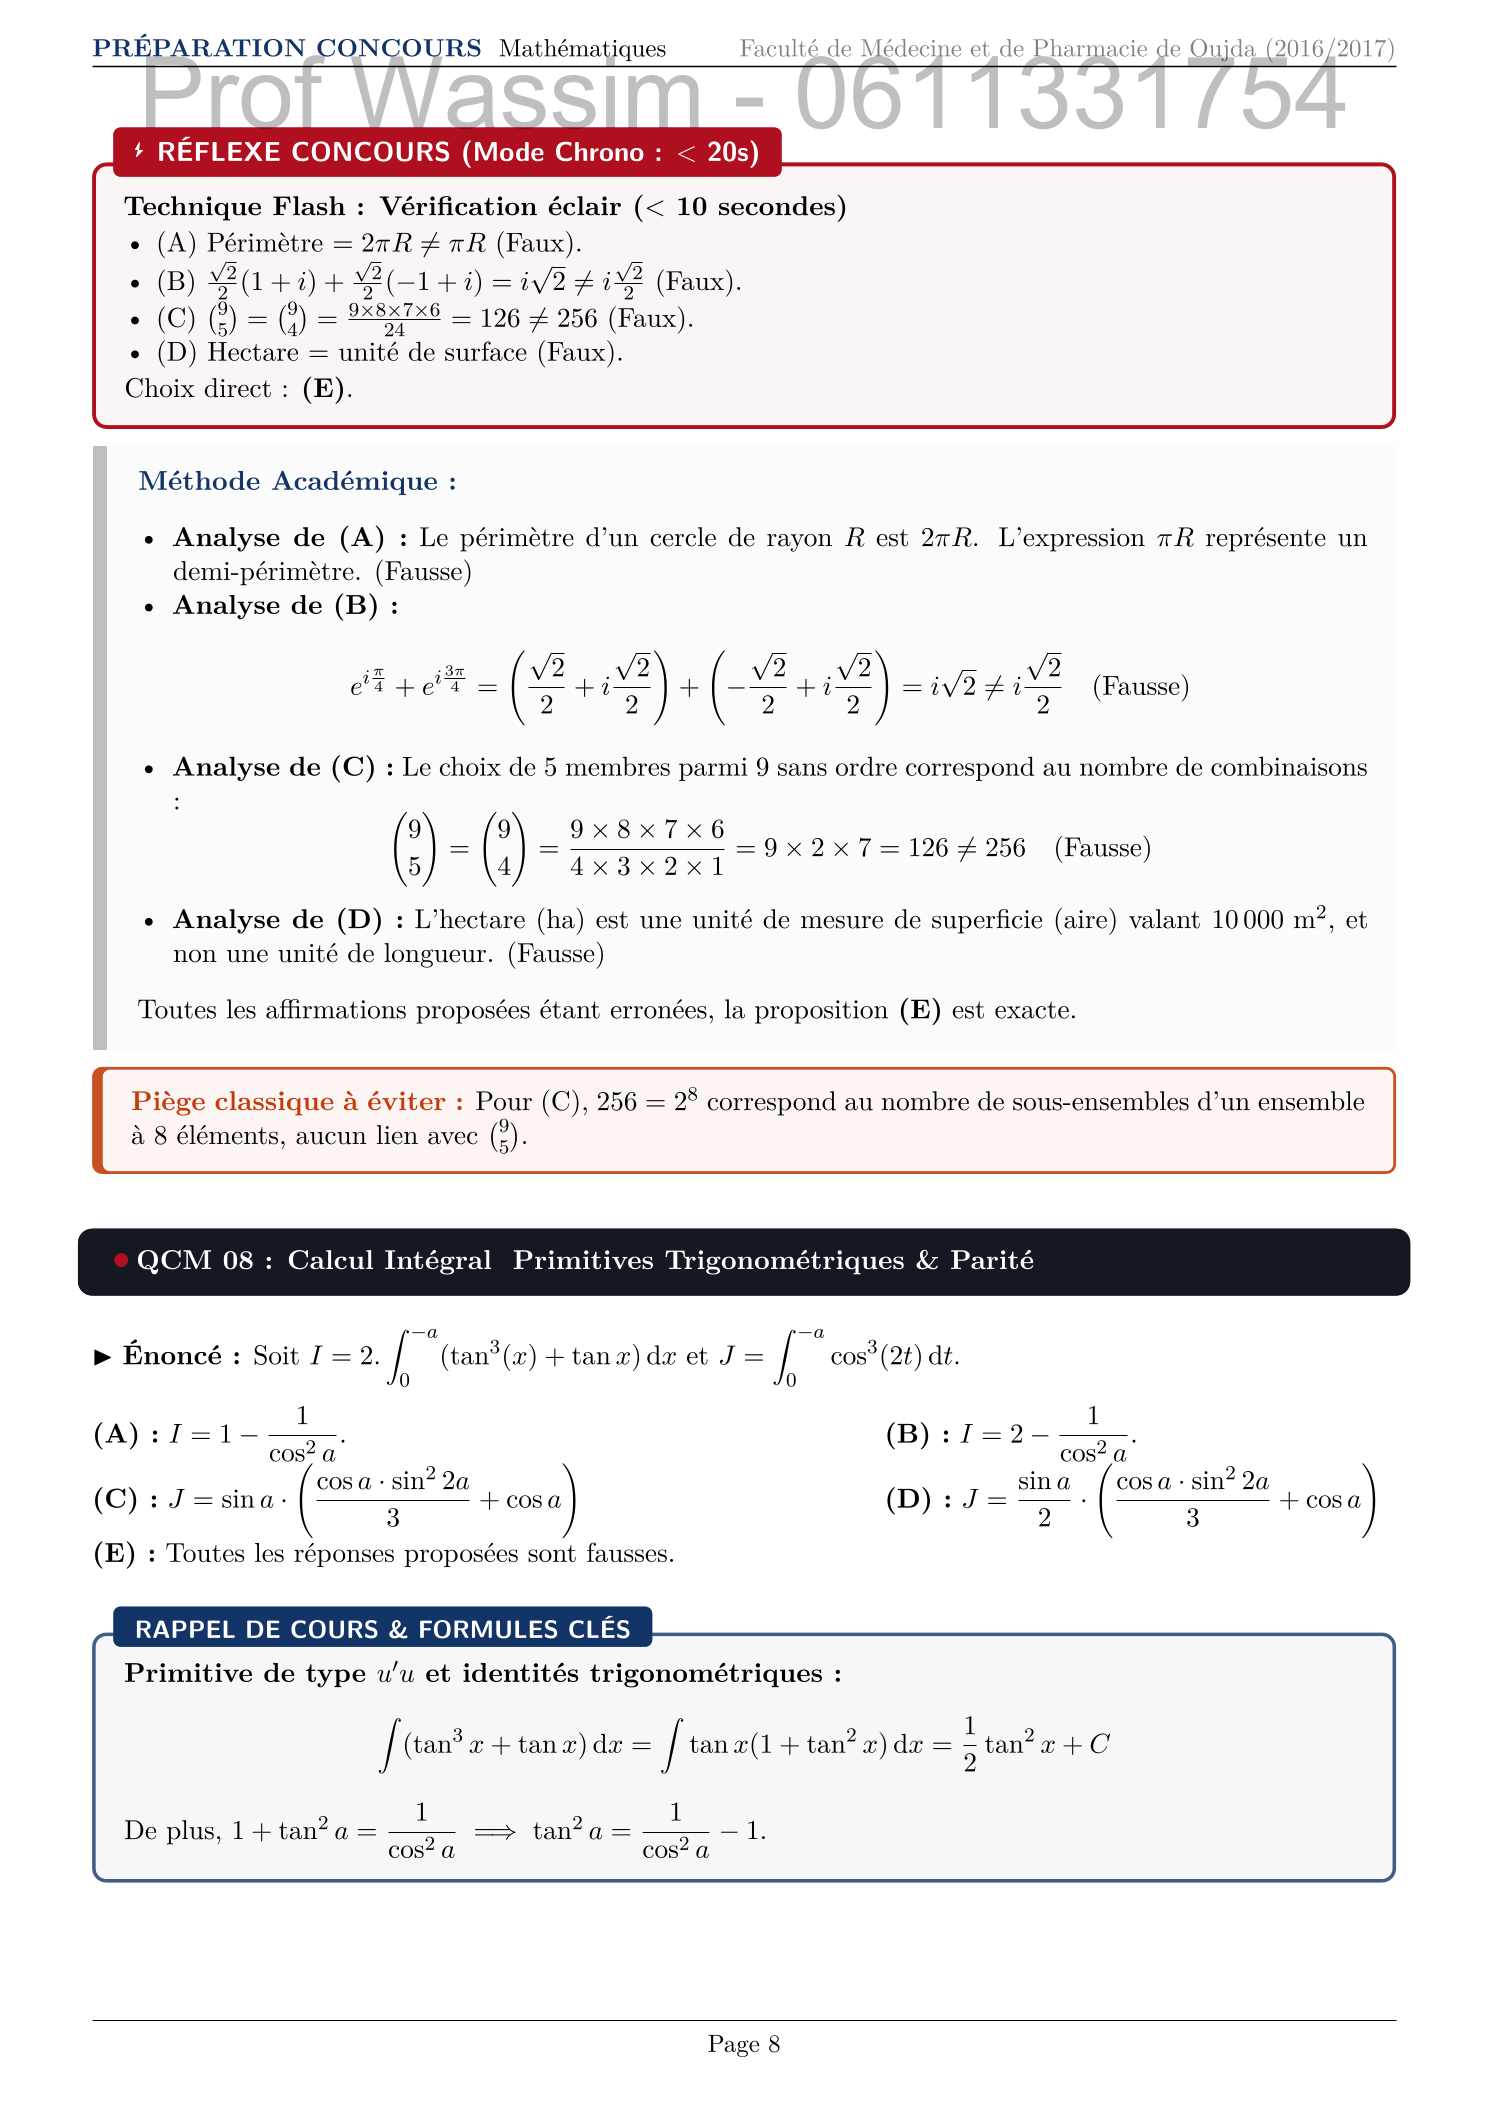 PRÉPARATION CONCOURS Mathématiques Faculté de Médecine et de Pharmacie de Oujda (2016/2017)
Prof Wassim - 0611331754
RÉFLEXE CONCOURS (Mode Chrono : < 20s)
Technique Flash : Vérification éclair (< 10 secondes)
• (A) Périmètre = 2πR ≠ πR (Faux).
• (B) √2/2(1 + i) + √2/2(−1 + i) = i√2 ≠ i√2/2 (Faux).
• (C) (9 5) = (9 4) = 9×8×7×6/24 = 126 ≠ 256 (Faux).
• (D) Hectare = unité de surface (Faux).
Choix direct : (E).
Méthode Académique :
• Analyse de (A) : Le périmètre d'un cercle de rayon R est 2πR. L'expression πR représente un
demi-périmètre. (Fausse)
• Analyse de (B) :
e^{iπ/4} + e^{i3π/4} = (√2/2 + i√2/2) + (−√2/2 + i√2/2) = i√2 ≠ i√2/2 (Fausse)
• Analyse de (C) : Le choix de 5 membres parmi 9 sans ordre correspond au nombre de combinaisons
:
(9 5) = (9 4) = (9 × 8 × 7 × 6)/(4 × 3 × 2 × 1) = 9 × 2 × 7 = 126 ≠ 256 (Fausse)
• Analyse de (D) : L'hectare (ha) est une unité de mesure de superficie (aire) valant 10 000 m², et
non une unité de longueur. (Fausse)
Toutes les affirmations proposées étant erronées, la proposition (E) est exacte.
Piège classique à éviter : Pour (C), 256 = 2⁸ correspond au nombre de sous-ensembles d'un ensemble
à 8 éléments, aucun lien avec (9 5).
• QCM 08 : Calcul Intégral Primitives Trigonométriques & Parité
▶ Énoncé : Soit I = 2.∫₀^{−a}(tan³(x) + tan x) dx et J = ∫₀^{−a} cos³(2t) dt.
(A) : I = 1 − 1/cos² a. (B) : I = 2 − 1/cos² a.
(C) : J = sin a · (cos a · sin² 2a/3 + cos a) (D) : J = sin a/2 · (cos a · sin² 2a/3 + cos a)
(E) : Toutes les réponses proposées sont fausses.
RAPPEL DE COURS & FORMULES CLÉS
Primitive de type u′u et identités trigonométriques :
∫(tan³ x + tan x) dx = ∫ tan x(1 + tan² x) dx = 1/2 tan² x + C
De plus, 1 + tan² a = 1/cos² a ⟹ tan² a = 1/cos² a − 1.
Page 8